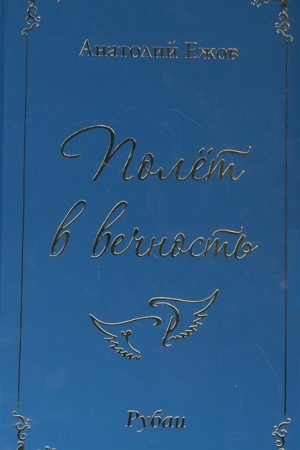 Анатолий Ежов
Полёт
в вечность
Рубаи